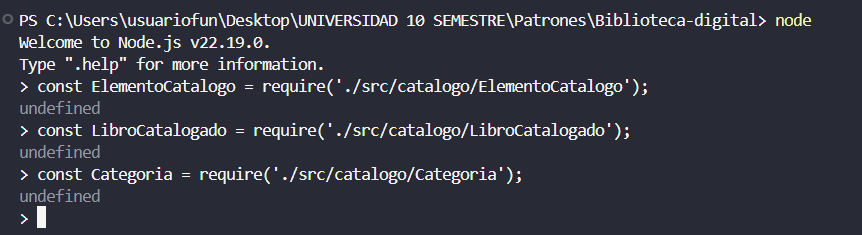 PS C:\Users\usuariofun\Desktop\UNIVERSIDAD 10 SEMESTRE\Patrones\Biblioteca-digital> node
Welcome to Node.js v22.19.0.
Type ".help" for more information.
> const ElementoCatalogo = require('./src/catalogo/ElementoCatalogo');
undefined
> const LibroCatalogado = require('./src/catalogo/LibroCatalogado');
undefined
> const Categoria = require('./src/catalogo/Categoria');
undefined
>